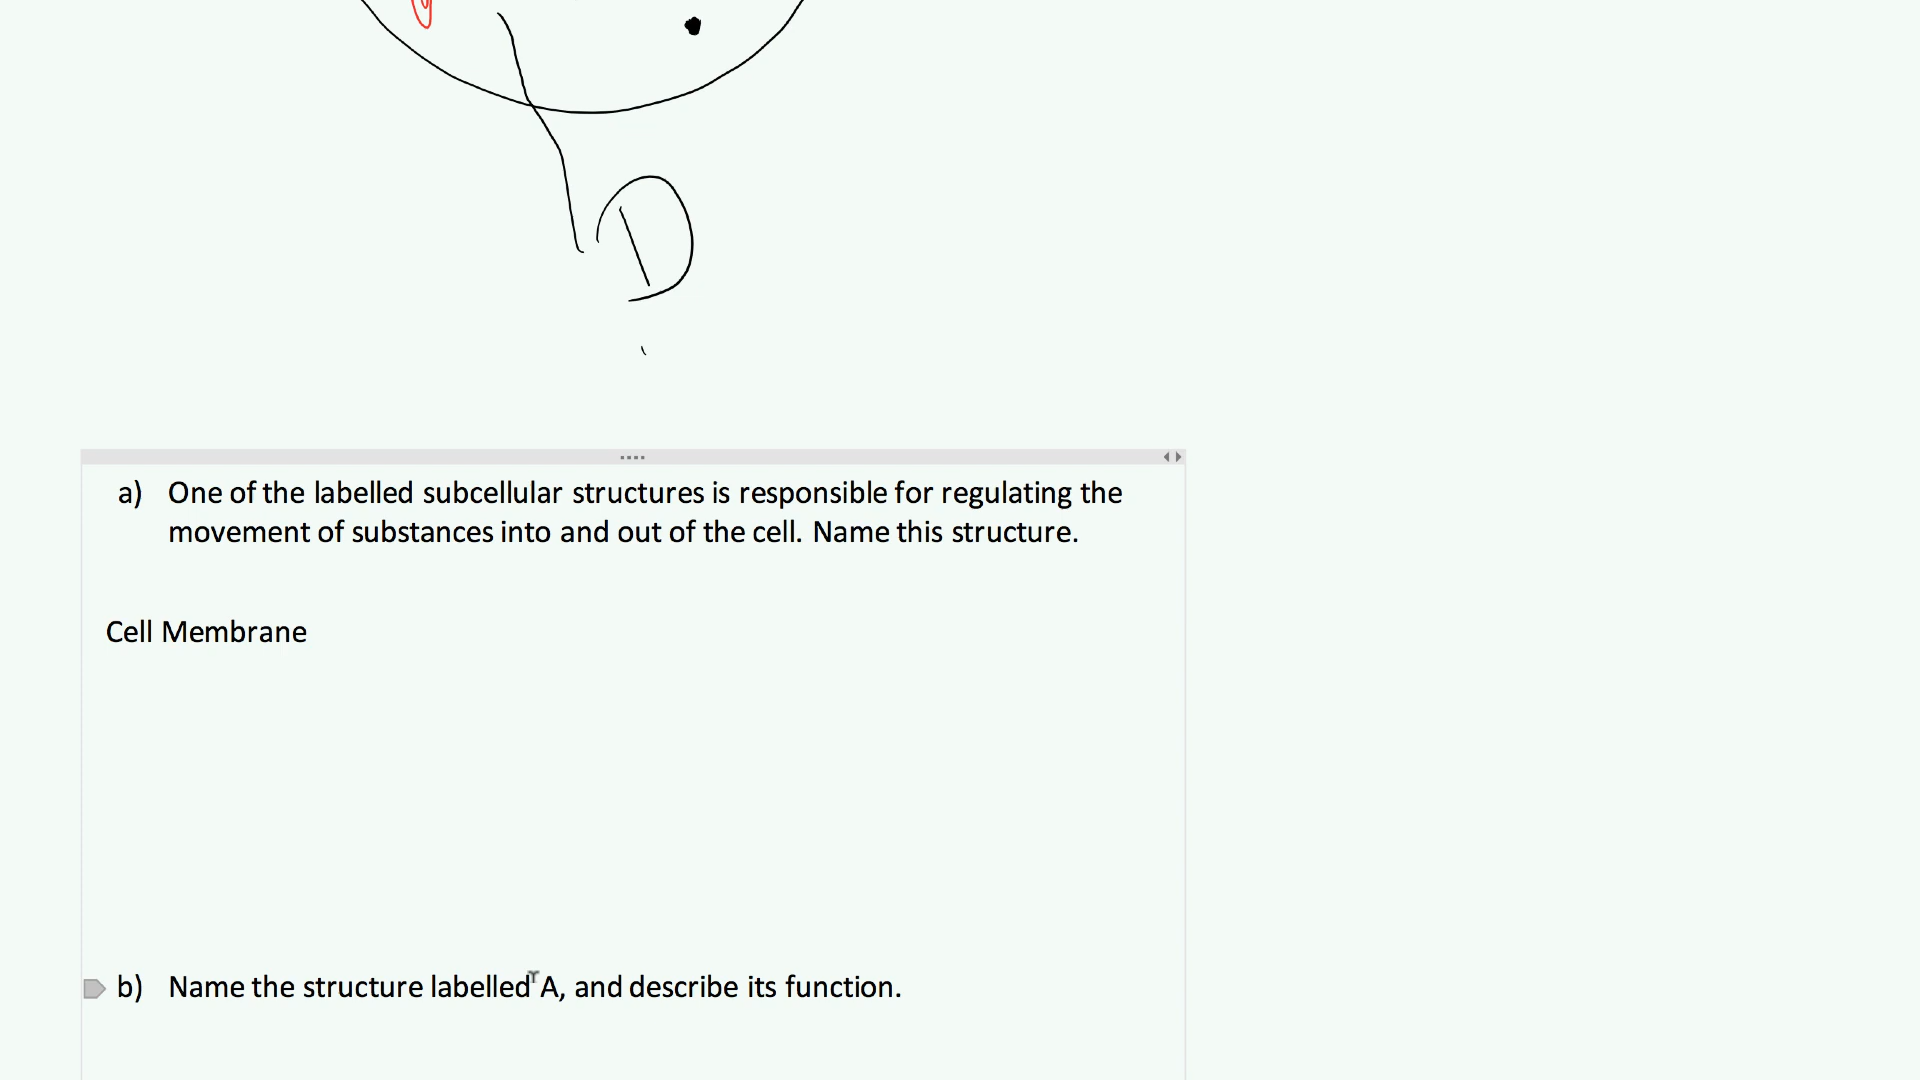 D
a) One of the labelled subcellular structures is responsible for regulating the
movement of substances into and out of the cell. Name this structure.
Cell Membrane
b) Name the structure labelled A, and describe its function.